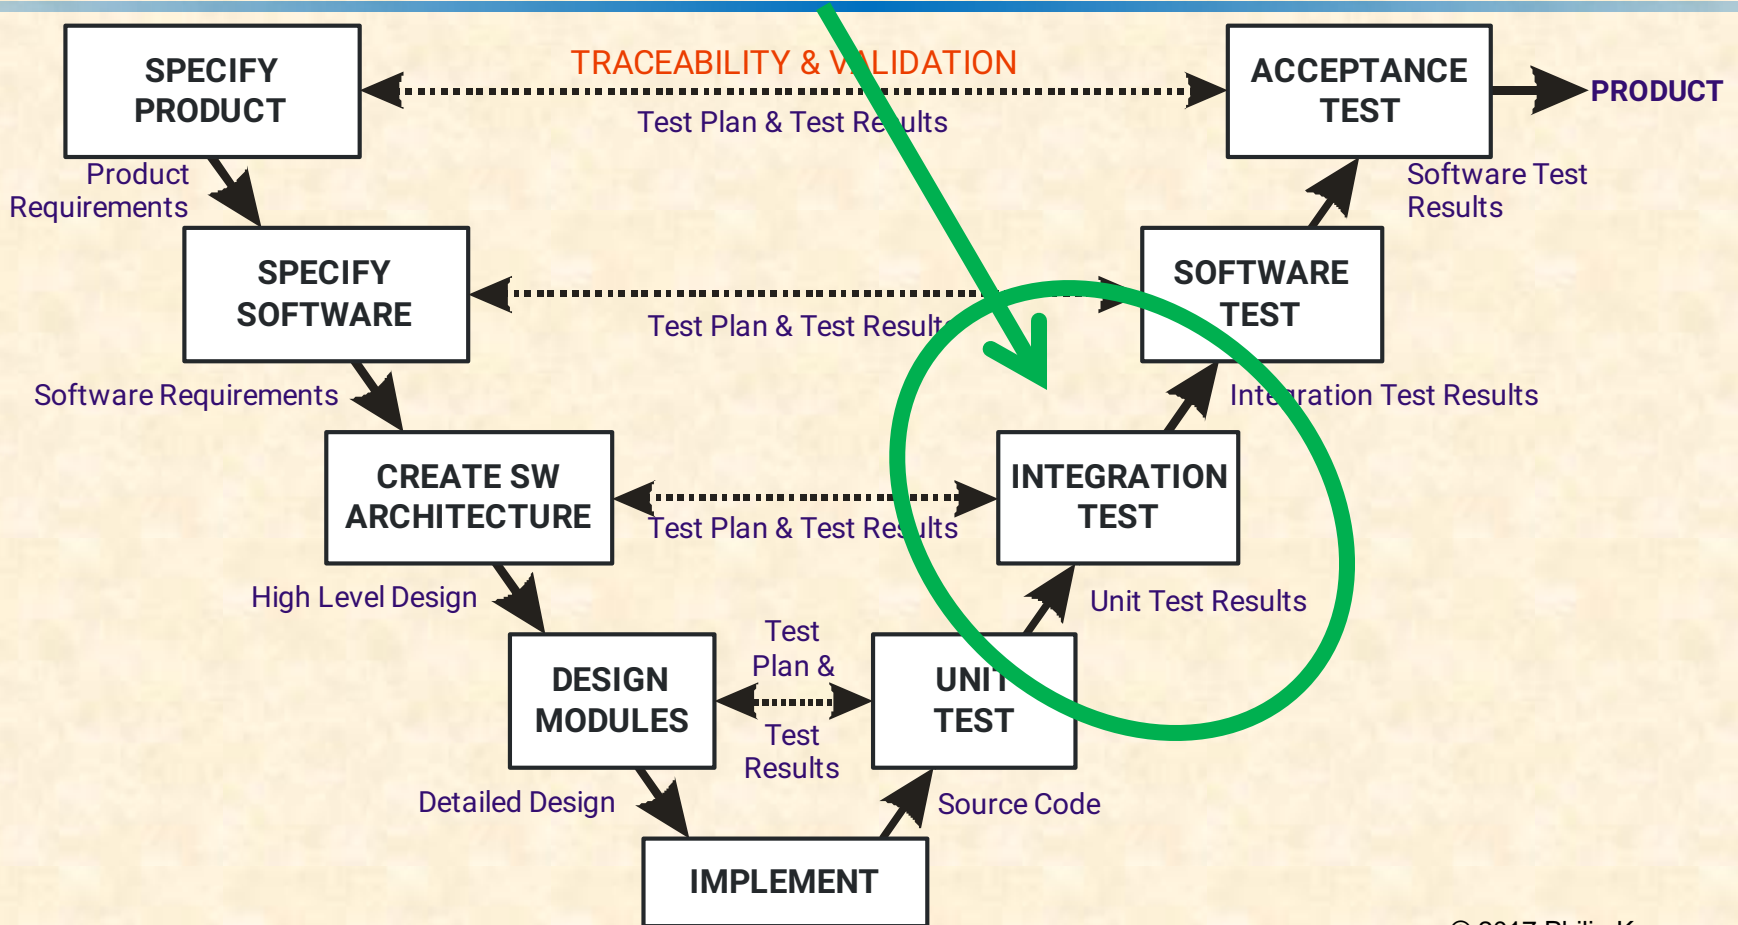 TRACEABILITY & VALIDATION
SPECIFY
PRODUCT
ACCEPTANCE
TEST
PRODUCT
Test Plan & Test Results
Product
Requirements
Software Test
Results
SPECIFY
SOFTWARE
SOFTWARE
TEST
Test Plan & Test Results
Software Requirements
Integration Test Results
CREATE SW
ARCHITECTURE
INTEGRATION
TEST
Test Plan & Test Results
High Level Design
Unit Test Results
Test
Plan &
DESIGN
MODULES
UNIT
TEST
Test
Results
Detailed Design
Source Code
IMPLEMENT
© 2017 Philip